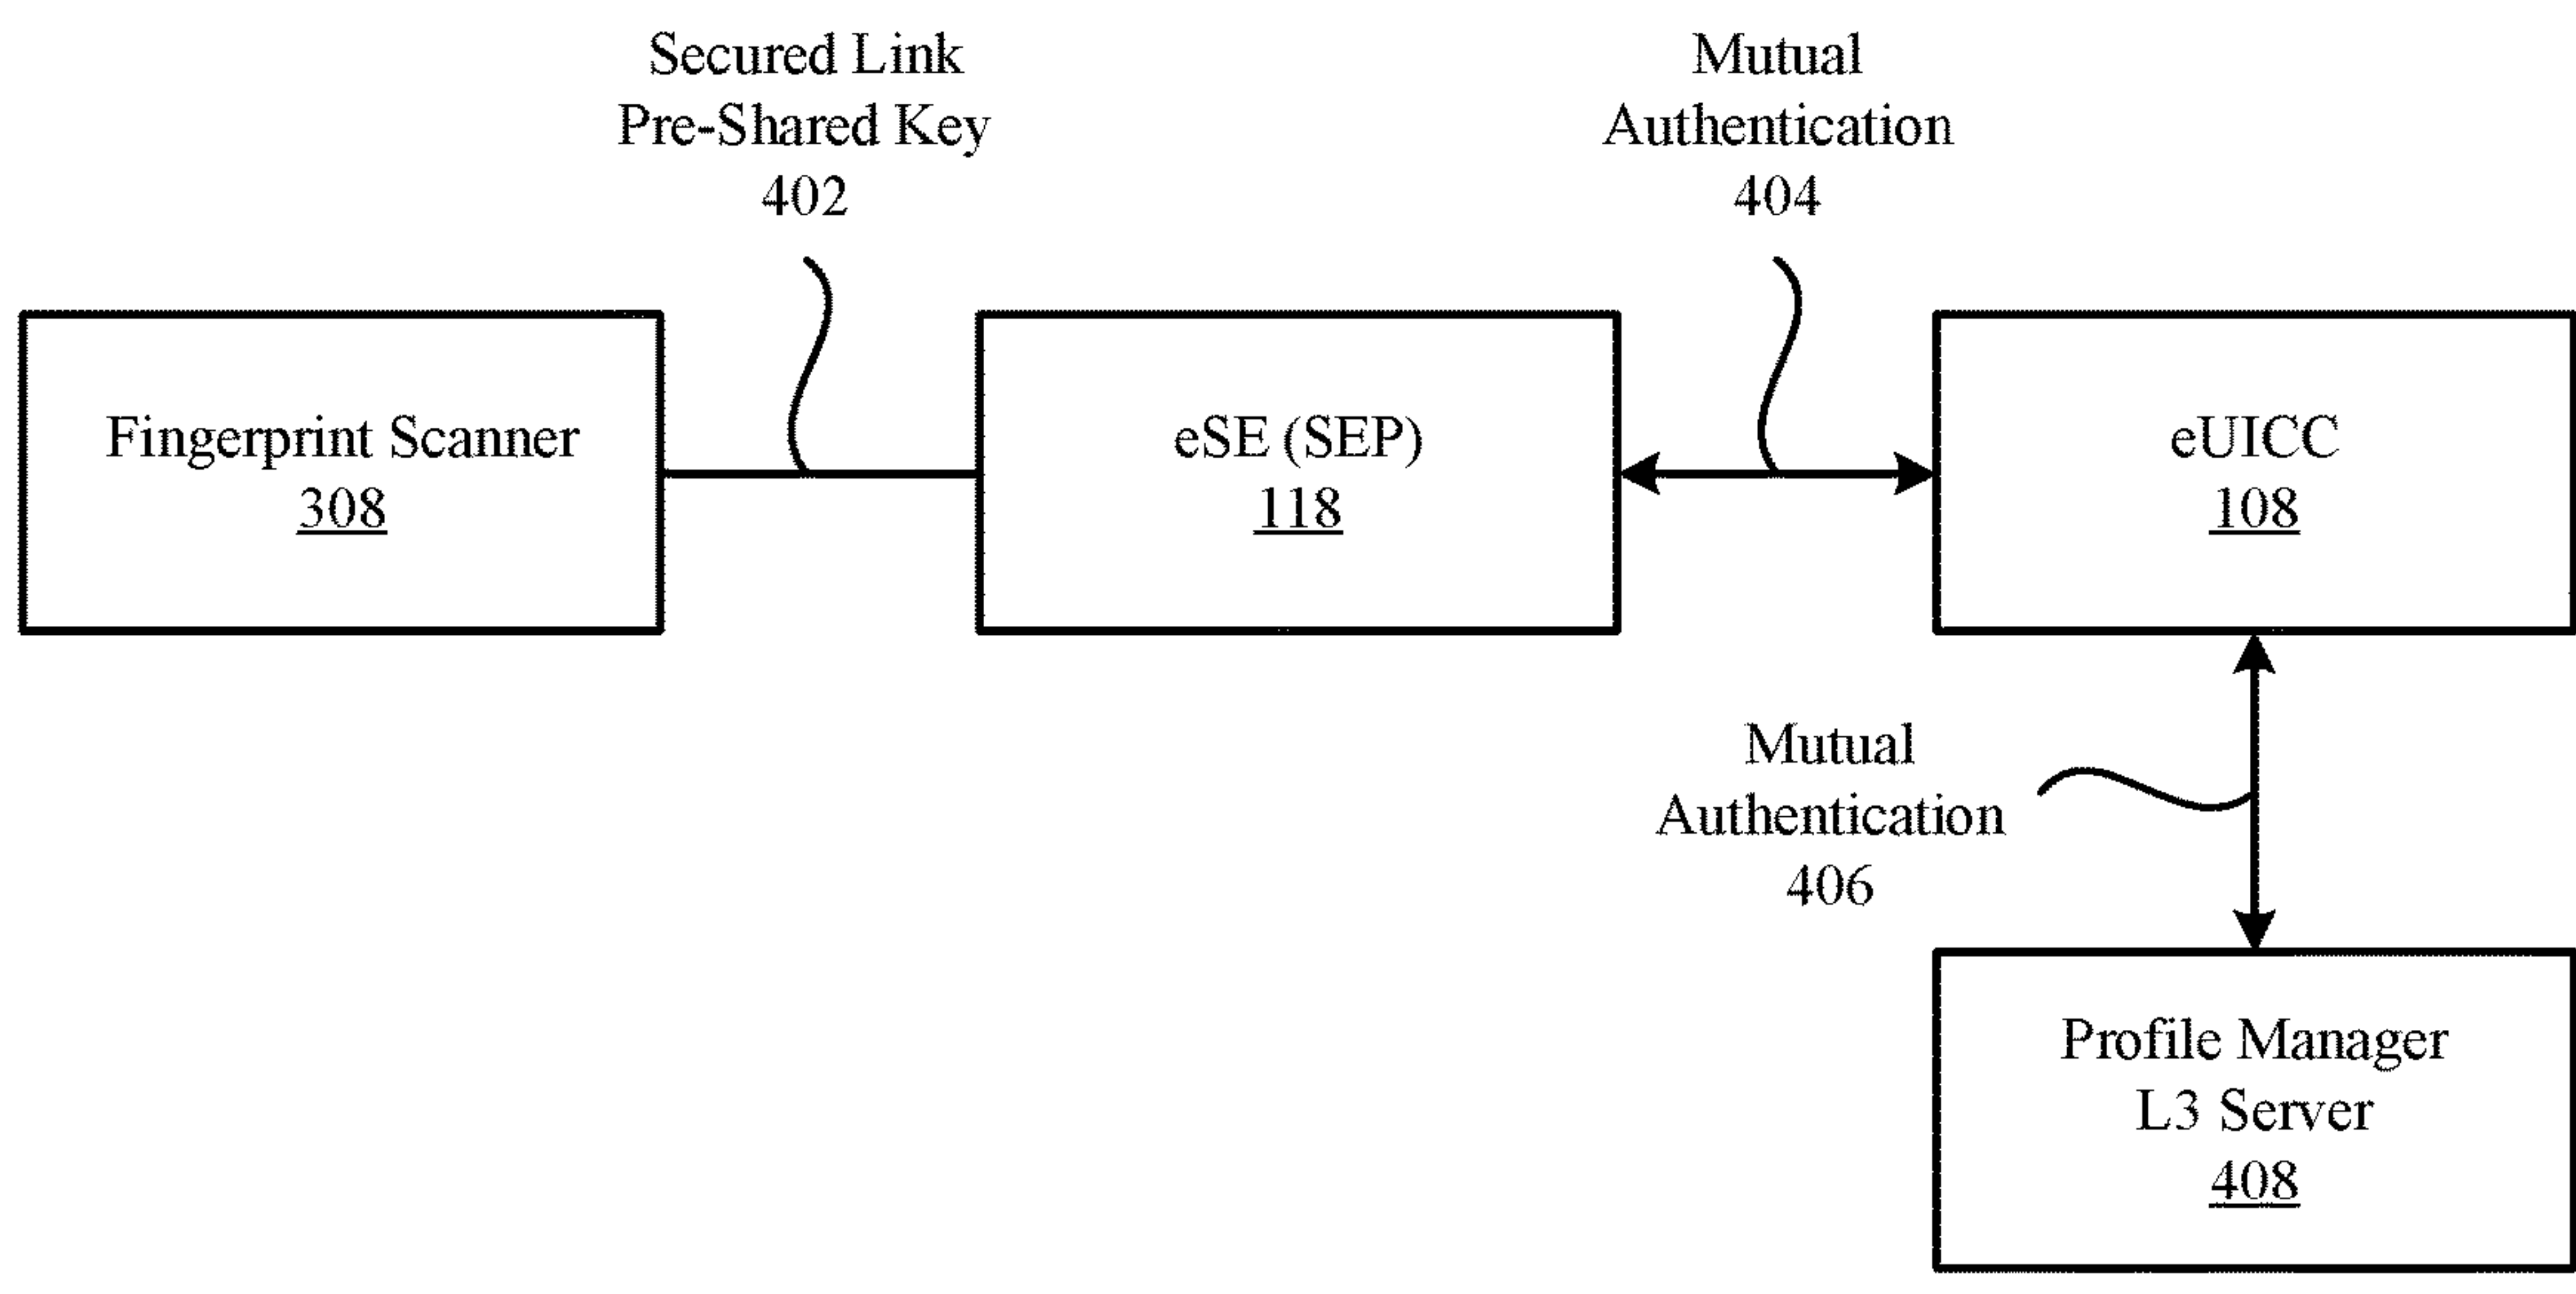 Secured Link
Pre-Shared Key
402
Mutual
Authentication
404
Fingerprint Scanner
308
eSE (SEP)
118
eUICC
108
Mutual
Authentication
406
Profile Manager
L3 Server
408